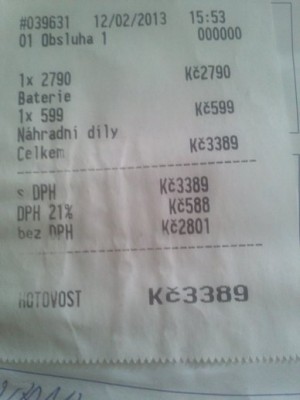 #039631 12/02/2013 15:53
01 Obsluha 1 000000
1x 2790 Kč2790
Baterie
1x 599 Kč599
Náhradní díly
Celkem Kč3389
s DPH Kč3389
DPH 21% Kč588
bez DPH Kč2801
HOTOVOST Kč3389